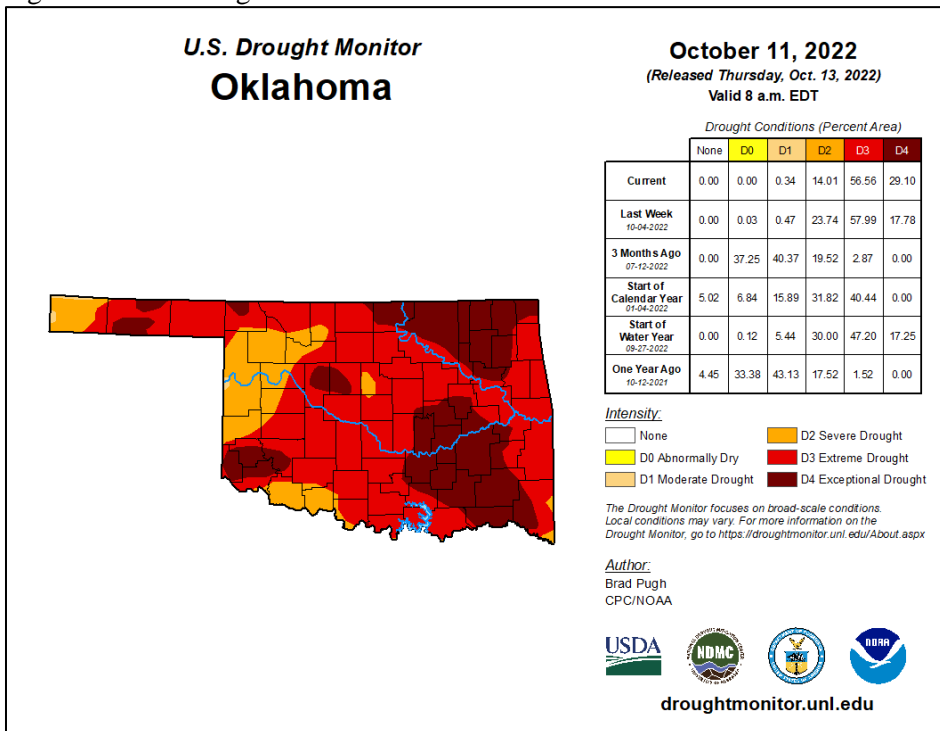 U.S. Drought Monitor
Oklahoma
October 11, 2022
(Released Thursday, Oct. 13, 2022)
Valid 8 a.m. EDT
Drought Conditions (Percent Area)
None D0 D1 D2 D3 D4
Current 0.00 0.00 0.34 14.01 56.56 29.10
Last Week
10-04-2022 0.00 0.03 0.47 23.74 57.99 17.78
3 Months Ago
07-12-2022 0.00 37.25 40.37 19.52 2.87 0.00
Start of
Calendar Year
01-04-2022 5.02 6.84 15.89 31.82 40.44 0.00
Start of
Water Year
09-27-2022 0.00 0.12 5.44 30.00 47.20 17.25
One Year Ago
10-12-2021 4.45 33.38 43.13 17.52 1.52 0.00
Intensity:
None
D0 Abnormally Dry
D1 Moderate Drought
D2 Severe Drought
D3 Extreme Drought
D4 Exceptional Drought
The Drought Monitor focuses on broad-scale conditions.
Local conditions may vary. For more information on the
Drought Monitor, go to https://droughtmonitor.unl.edu/About.aspx
Author:
Brad Pugh
CPC/NOAA
USDA
NDMC
NOAA
droughtmonitor.unl.edu